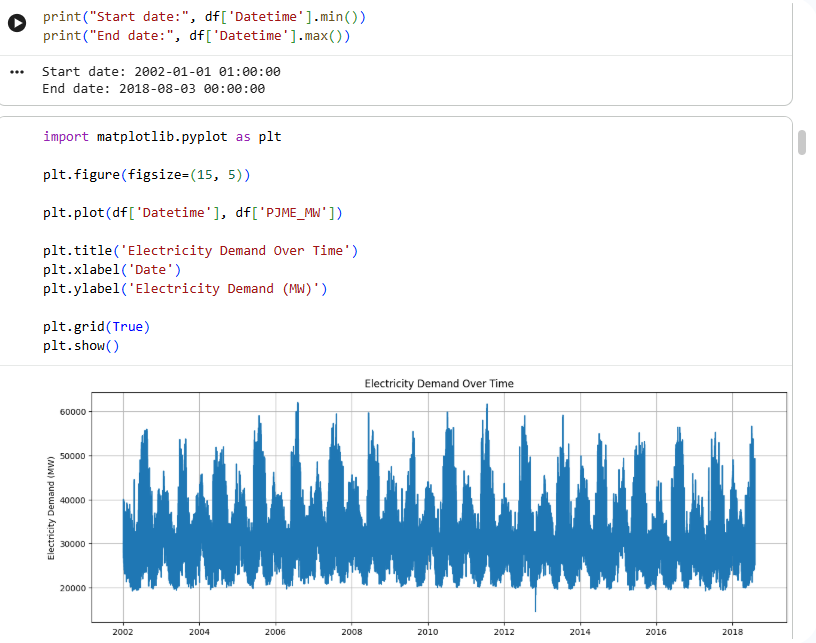 print("Start date:", df['Datetime'].min())
print("End date:", df['Datetime'].max())
Start date: 2002-01-01 01:00:00
End date: 2018-08-03 00:00:00
import matplotlib.pyplot as plt
plt.figure(figsize=(15, 5))
plt.plot(df['Datetime'], df['PJME_MW'])
plt.title('Electricity Demand Over Time')
plt.xlabel('Date')
plt.ylabel('Electricity Demand (MW)')
plt.grid(True)
plt.show()
Electricity Demand Over Time
Electricity Demand (MW)
60000
50000
40000
30000
20000
2002 2004 2006 2008 2010 2012 2014 2016 2018